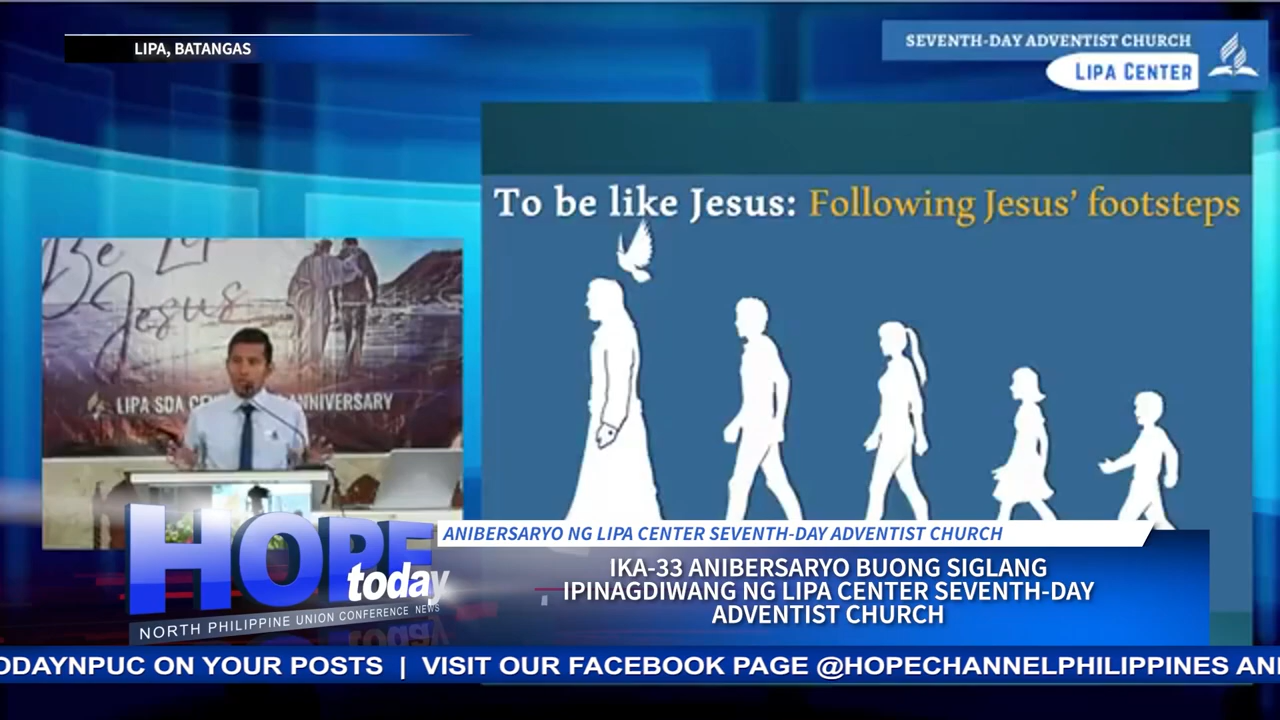 LIPA, BATANGAS
SEVENTH-DAY ADVENTIST CHURCH
LIPA CENTER
To be like Jesus: Following Jesus' footsteps
Be
Jesus
LIPA SDA
ANNIVERSARY
HOPE
today
NORTH PHILIPPINE UNION CONFERENCE NEWS
ANIBERSARYO NG LIPA CENTER SEVENTH-DAY ADVENTIST CHURCH
IKA-33 ANIBERSARYO BUONG SIGLANG
IPINAGDIWANG NG LIPA CENTER SEVENTH-DAY
ADVENTIST CHURCH
ODAYNPUC ON YOUR POSTS | VISIT OUR FACEBOOK PAGE @HOPECHANNELPHILIPPINES AN